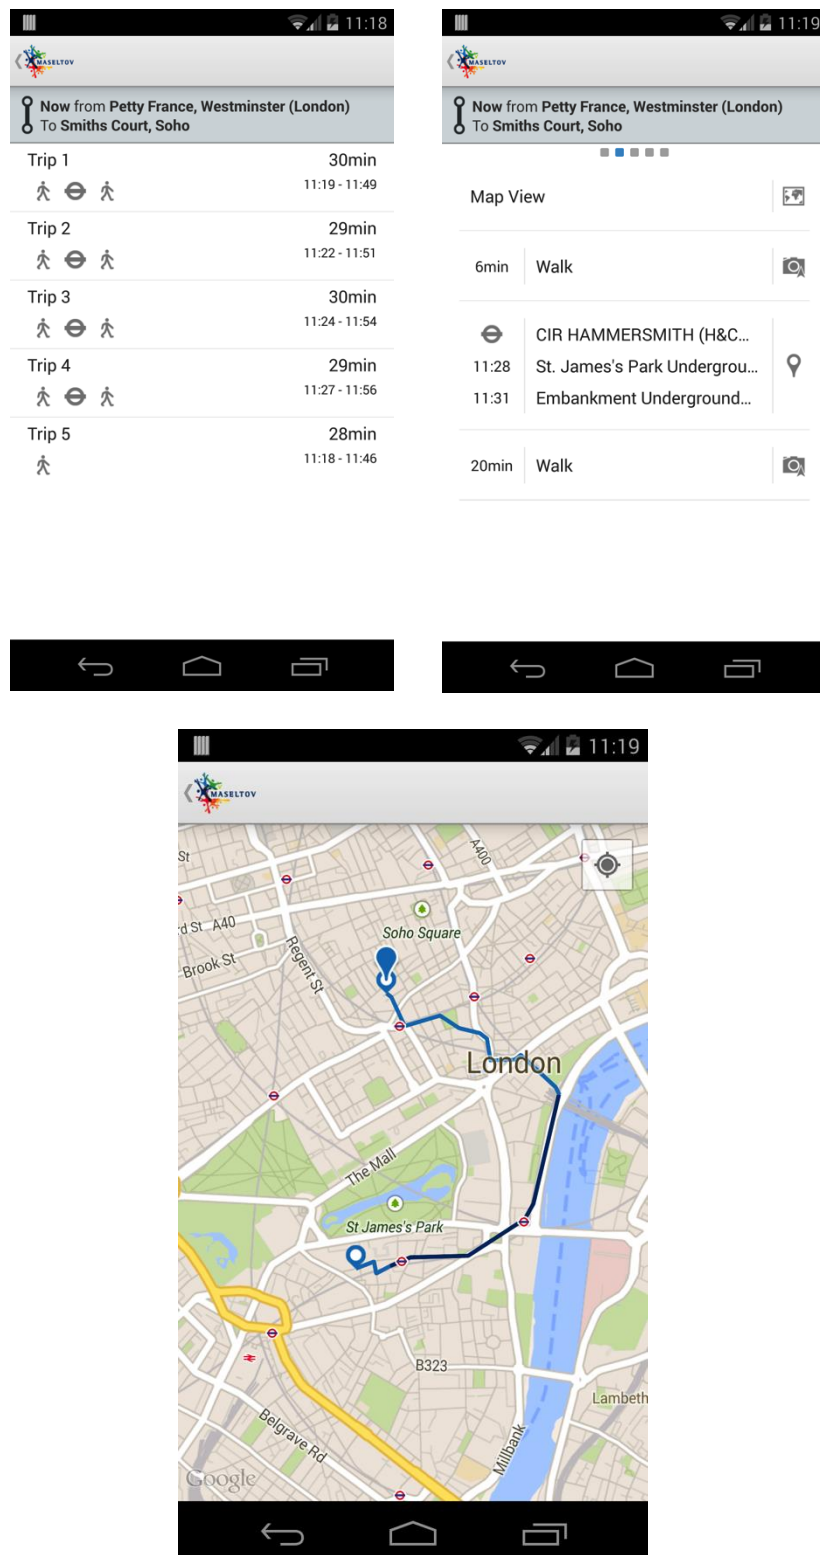 11:18
MASELTOV
Now from Petty France, Westminster (London)
To Smiths Court, Soho
Trip 1 30min
11:19 - 11:49
Trip 2 29min
11:22 - 11:51
Trip 3 30min
11:24 - 11:54
Trip 4 29min
11:27 - 11:56
Trip 5 28min
11:18 - 11:46
11:19
MASELTOV
Now from Petty France, Westminster (London)
To Smiths Court, Soho
Map View
6min Walk
CIR HAMMERSMITH (H&C...
11:28 St. James's Park Undergrou...
11:31 Embankment Underground...
20min Walk
11:19
MASELTOV
St
A400
d St A40
Soho Square
Brook St
Regent St
London
The Mall
St James's Park
B323
Lambeth
Belgrave Rd
Millbank
Google